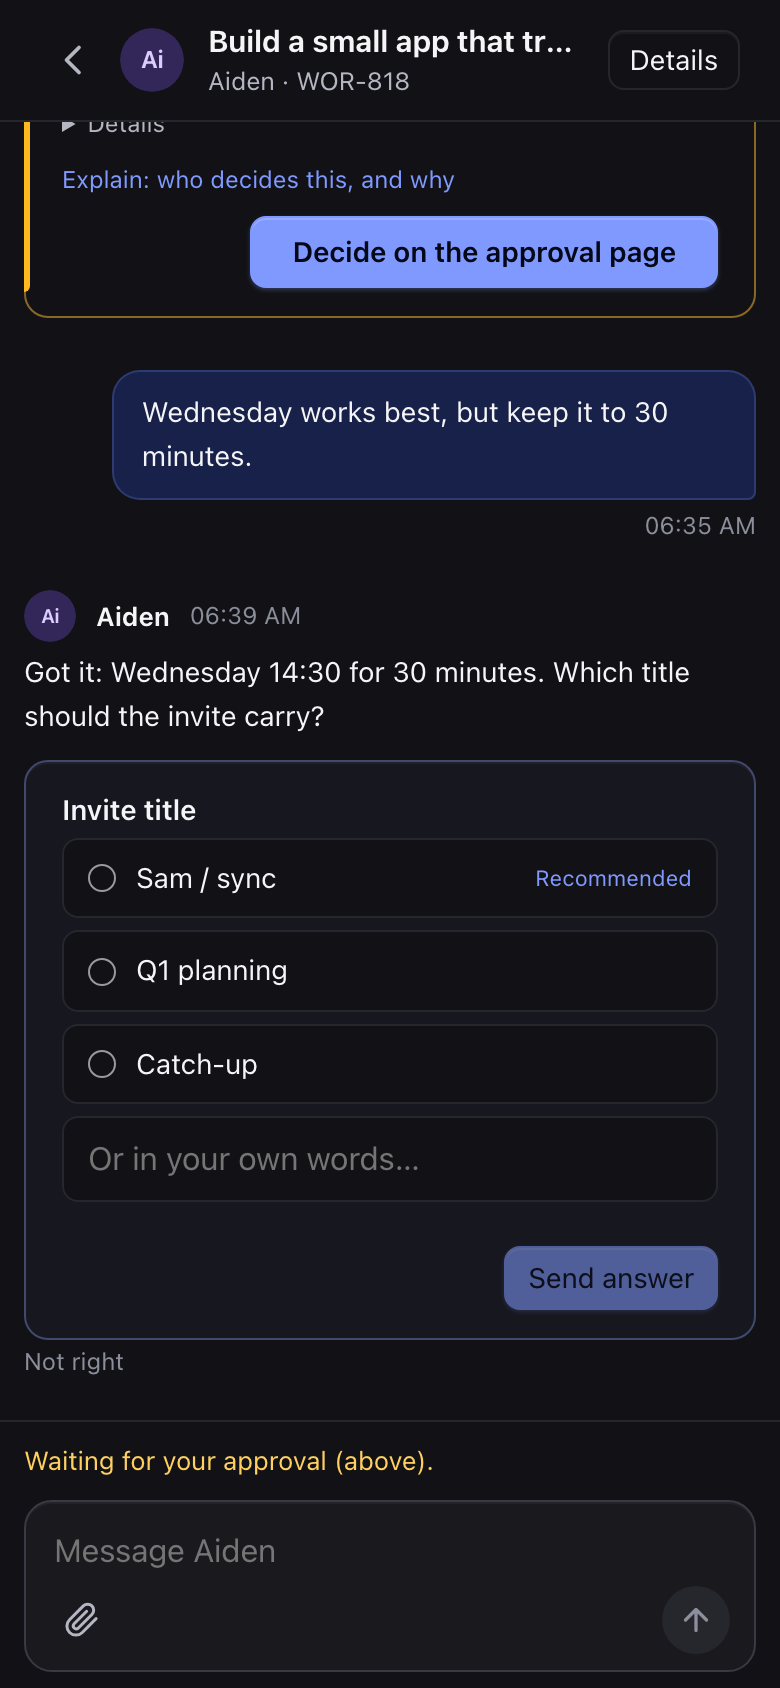 Ai
Build a small app that tr...
Aiden · WOR-818
Details
Details
Explain: who decides this, and why
Decide on the approval page
Wednesday works best, but keep it to 30
minutes.
06:35 AM
Ai
Aiden 06:39 AM
Got it: Wednesday 14:30 for 30 minutes. Which title
should the invite carry?
Invite title
Sam / sync
Recommended
Q1 planning
Catch-up
Or in your own words...
Send answer
Not right
Waiting for your approval (above).
Message Aiden